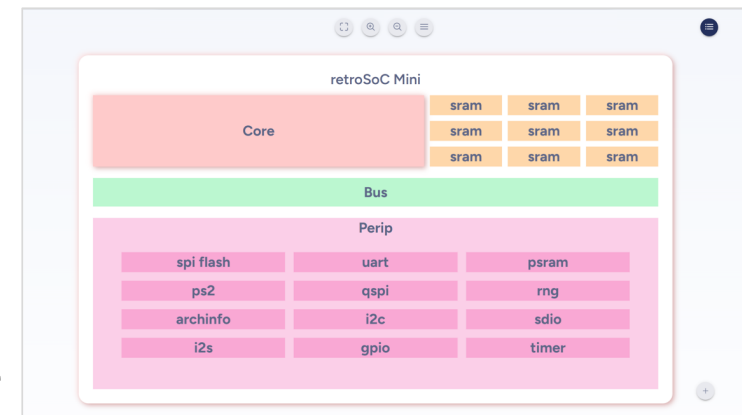 retroSoC Mini
Core
sram sram sram
sram sram sram
sram sram sram
Bus
Perip
spi flash uart psram
ps2 qspi rng
archinfo i2c sdio
i2s gpio timer